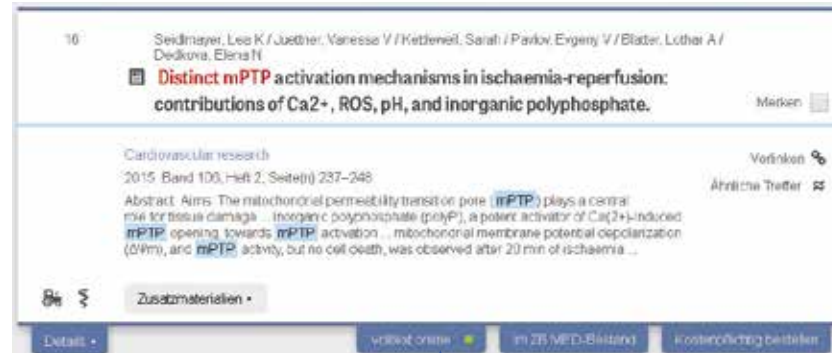 16
Seidlmayer, Lea K / Juettner, Vanessa V / Kettlewell, Sarah / Pavlov, Evgeny V / Blatter, Lothar A /
Dedkova, Elena N
Distinct mPTP activation mechanisms in ischaemia-reperfusion:
contributions of Ca2+, ROS, pH, and inorganic polyphosphate.
Merken
Cardiovascular research
Verlinken
2015 Band 106, Heft 2, Seite(n) 237–248
Ähnliche Treffer
Abstract Aims The mitochondrial permeability transition pore (mPTP) plays a central
role for tissue damage ... Inorganic polyphosphate (polyP), a potent activator of Ca(2+)-induced
mPTP opening, towards mPTP activation ... mitochondrial membrane potential depolarization
(ΔΨm), and mPTP activity, but no cell death, was observed after 20 min of ischaemia ...
Zusatzmaterialien
Details
Volltext online
Im ZB MED-Bestand
Kostenpflichtig bestellen